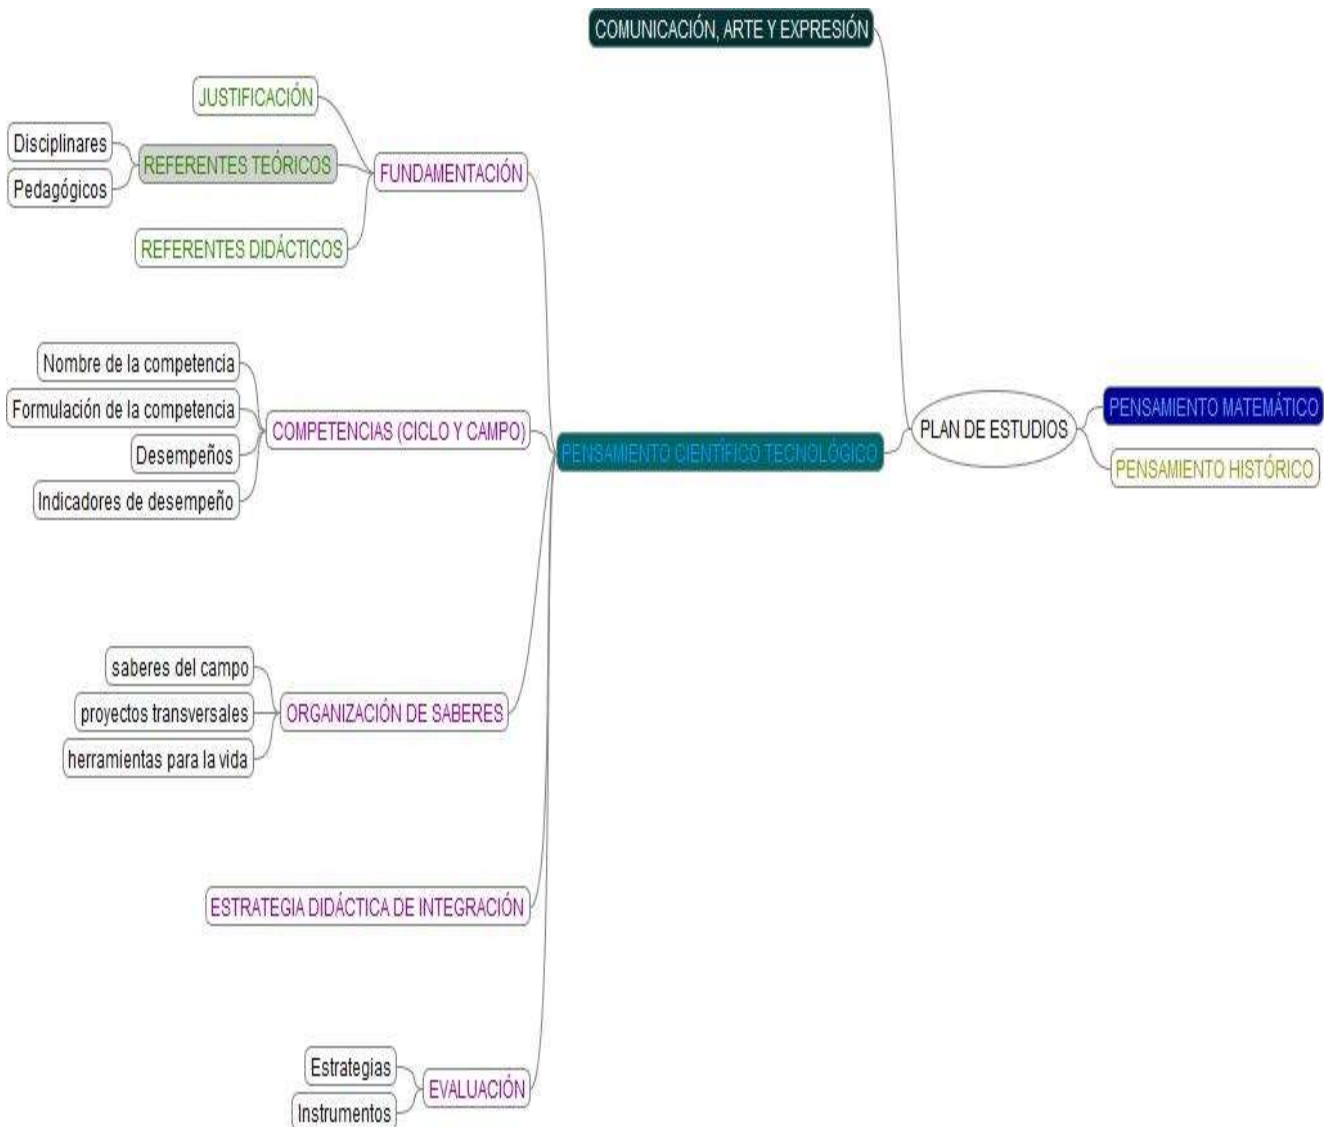 COMUNICACIÓN, ARTE Y EXPRESIÓN
JUSTIFICACIÓN
Disciplinares
REFERENTES TEÓRICOS
Pedagógicos
FUNDAMENTACIÓN
REFERENTES DIDÁCTICOS
Nombre de la competencia
Formulación de la competencia
Desempeños
Indicadores de desempeño
COMPETENCIAS (CICLO Y CAMPO)
PENSAMIENTO CIENTÍFICO TECNOLÓGICO
PLAN DE ESTUDIOS
PENSAMIENTO MATEMÁTICO
PENSAMIENTO HISTÓRICO
saberes del campo
proyectos transversales
herramientas para la vida
ORGANIZACIÓN DE SABERES
ESTRATEGIA DIDÁCTICA DE INTEGRACIÓN
Estrategias
Instrumentos
EVALUACIÓN